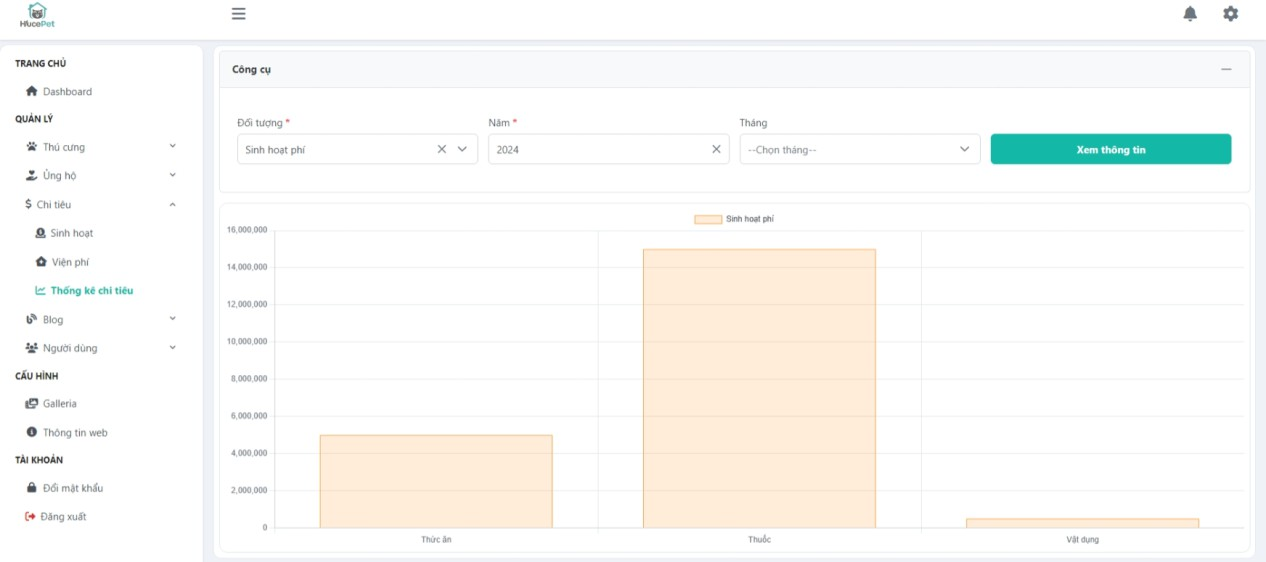 HucePet
TRANG CHỦ
Dashboard
QUẢN LÝ
Thú cưng
Ủng hộ
Chi tiêu
Sinh hoạt
Viện phí
Thống kê chi tiêu
Blog
Người dùng
CẤU HÌNH
Galleria
Thông tin web
TÀI KHOẢN
Đổi mật khẩu
Đăng xuất
Công cụ
Đối tượng *
Năm *
Tháng
Sinh hoạt phí
2024
--Chọn tháng--
Xem thông tin
Sinh hoạt phí
16,000,000
14,000,000
12,000,000
10,000,000
8,000,000
6,000,000
4,000,000
2,000,000
0
Thức ăn
Thuốc
Vật dụng